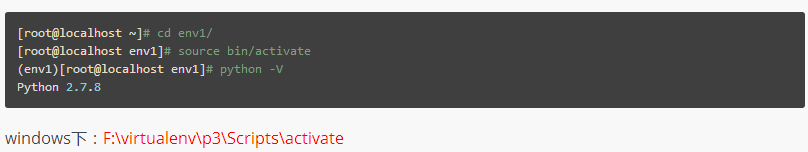 [root@localhost ~]# cd env1/
[root@localhost env1]# source bin/activate
(env1)[root@localhost env1]# python -V
Python 2.7.8
windows下：F:\virtualenv\p3\Scripts\activate